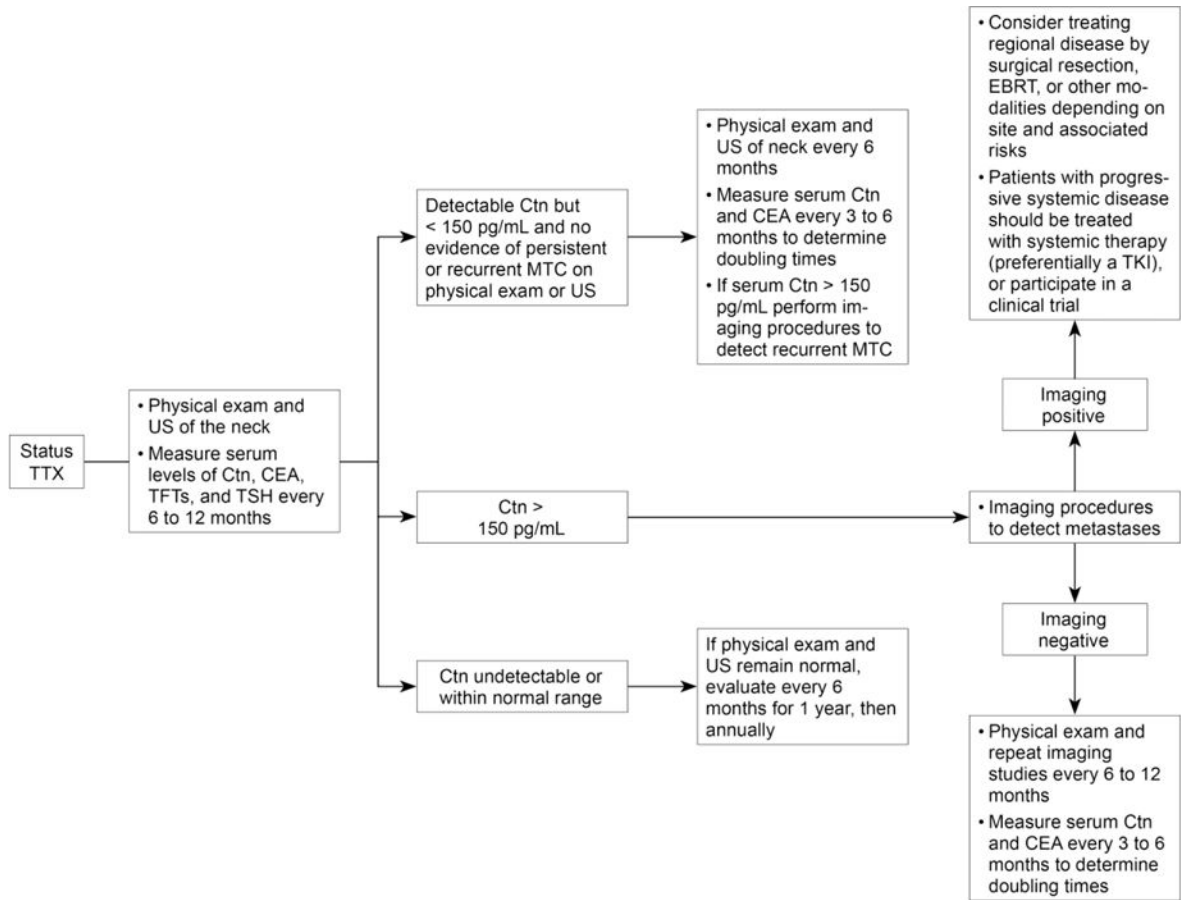 Status
TTX
• Physical exam and
US of the neck
• Measure serum
levels of Ctn, CEA,
TFTs, and TSH every
6 to 12 months
Detectable Ctn but
< 150 pg/mL and no
evidence of persistent
or recurrent MTC on
physical exam or US
• Physical exam and
US of neck every 6
months
• Measure serum Ctn
and CEA every 3 to 6
months to determine
doubling times
• If serum Ctn > 150
pg/mL perform im-
aging procedures to
detect recurrent MTC
Ctn >
150 pg/mL
• Imaging procedures
to detect metastases
Imaging
positive
• Consider treating
regional disease by
surgical resection,
EBRT, or other mo-
dalities depending on
site and associated
risks
• Patients with progres-
sive systemic disease
should be treated
with systemic therapy
(preferentially a TKI),
or participate in a
clinical trial
Imaging
negative
• Physical exam and
repeat imaging
studies every 6 to 12
months
• Measure serum Ctn
and CEA every 3 to 6
months to determine
doubling times
Ctn undetectable or
within normal range
If physical exam and
US remain normal,
evaluate every 6
months for 1 year, then
annually